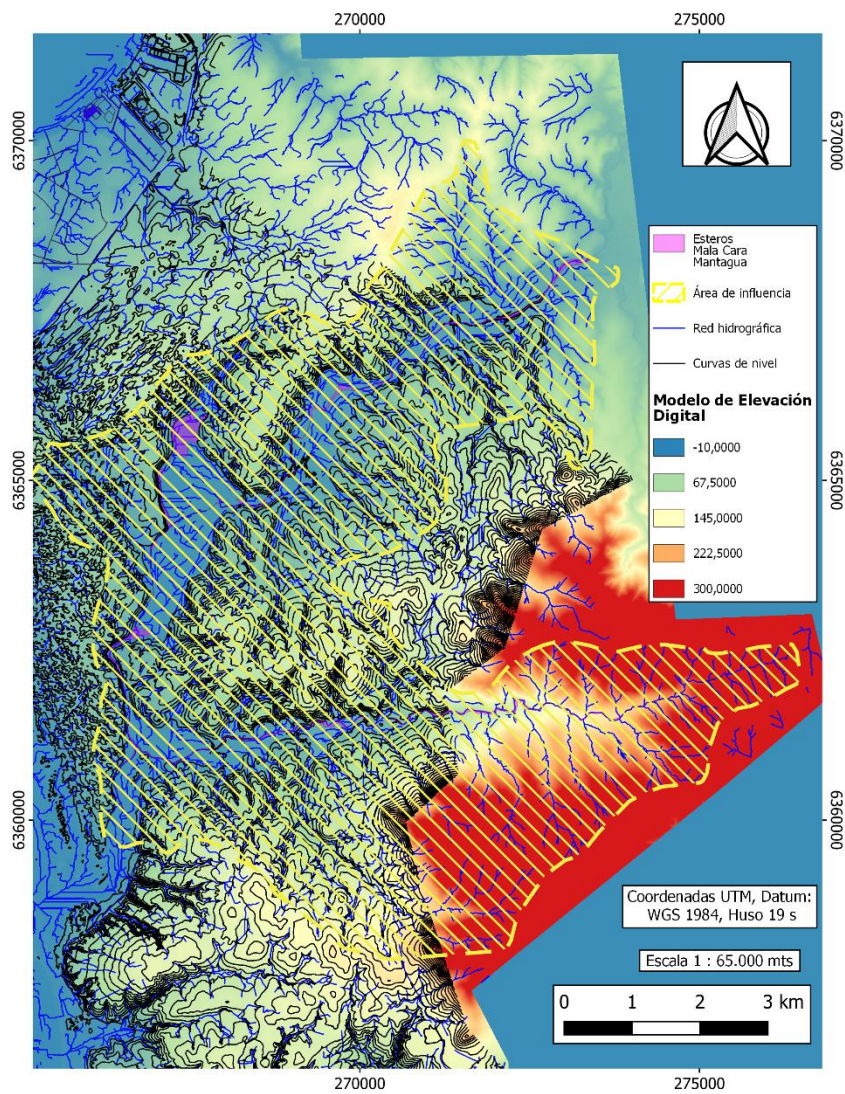 270000
275000
6370000
6370000
Esteros
Mala Cara
Mantagua
Área de influencia
Red hidrográfica
Curvas de nivel
Modelo de Elevación
Digital
-10,0000
67,5000
145,0000
222,5000
300,0000
6365000
6365000
6360000
6360000
Coordenadas UTM, Datum:
WGS 1984, Huso 19 s
Escala 1 : 65.000 mts
0 1 2 3 km
270000
275000